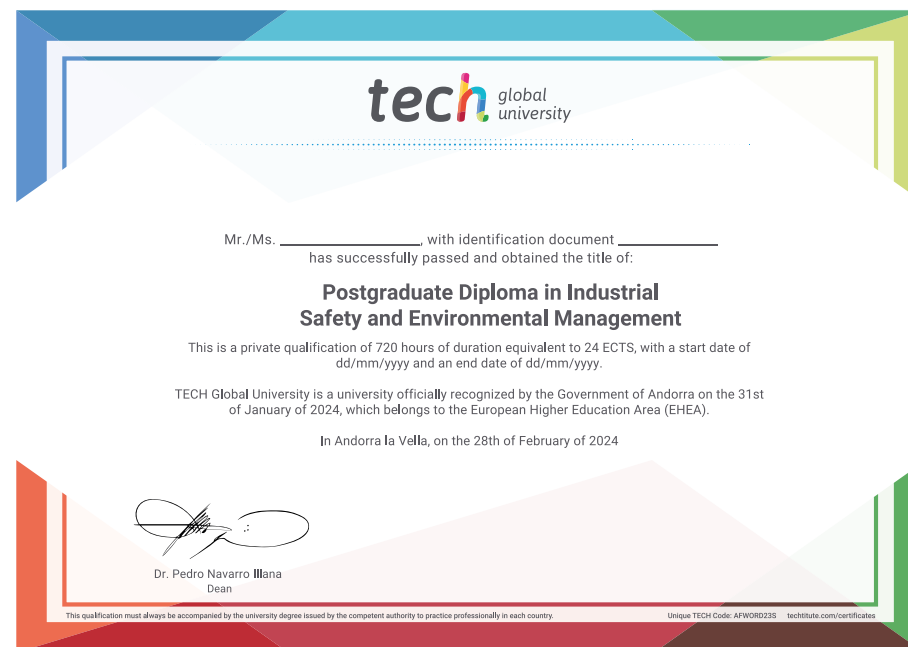 tech global
university
Mr./Ms. ____________, with identification document ____________
has successfully passed and obtained the title of:
Postgraduate Diploma in Industrial
Safety and Environmental Management
This is a private qualification of 720 hours of duration equivalent to 24 ECTS, with a start date of
dd/mm/yyyy and an end date of dd/mm/yyyy.
TECH Global University is a university officially recognized by the Government of Andorra on the 31st
of January of 2024, which belongs to the European Higher Education Area (EHEA).
In Andorra la Vella, on the 28th of February of 2024
Dr. Pedro Navarro Illana
Dean
This qualification must always be accompanied by the university degree issued by the competent authority to practice professionally in each country. Unique TECH Code: AFWORD23S techtitute.com/certificates